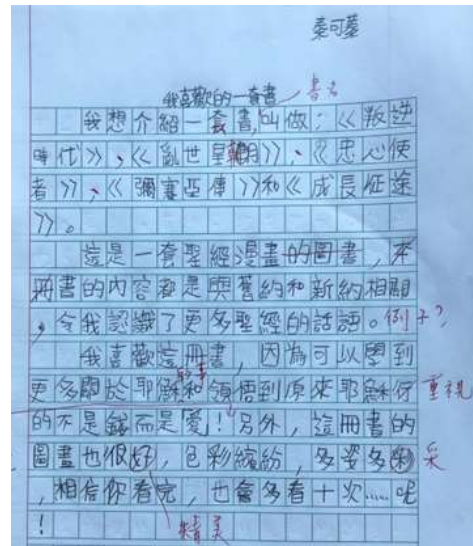 秦可蓥
我喜歡的一套書 書名
我想介紹一套書,叫做:《叛逆
時代》、《亂世皇朝》、《忠心使
者》、《彌賽亞傳》和《成長征途
》。
這是一套聖經漫畫的圖書,本
冊書的內容都是與舊約和新約相關
,令我認識了更多聖經的話語。例子?
我喜歡這冊書,因為可以學到
的事
更多關於耶穌和領悟到原來耶穌 重視
的不是錢而是愛!另外,這冊書的
圖畫也很好,色彩繽紛,多姿多彩 采
,相信你看完,也會多看十次……呢
! 精美